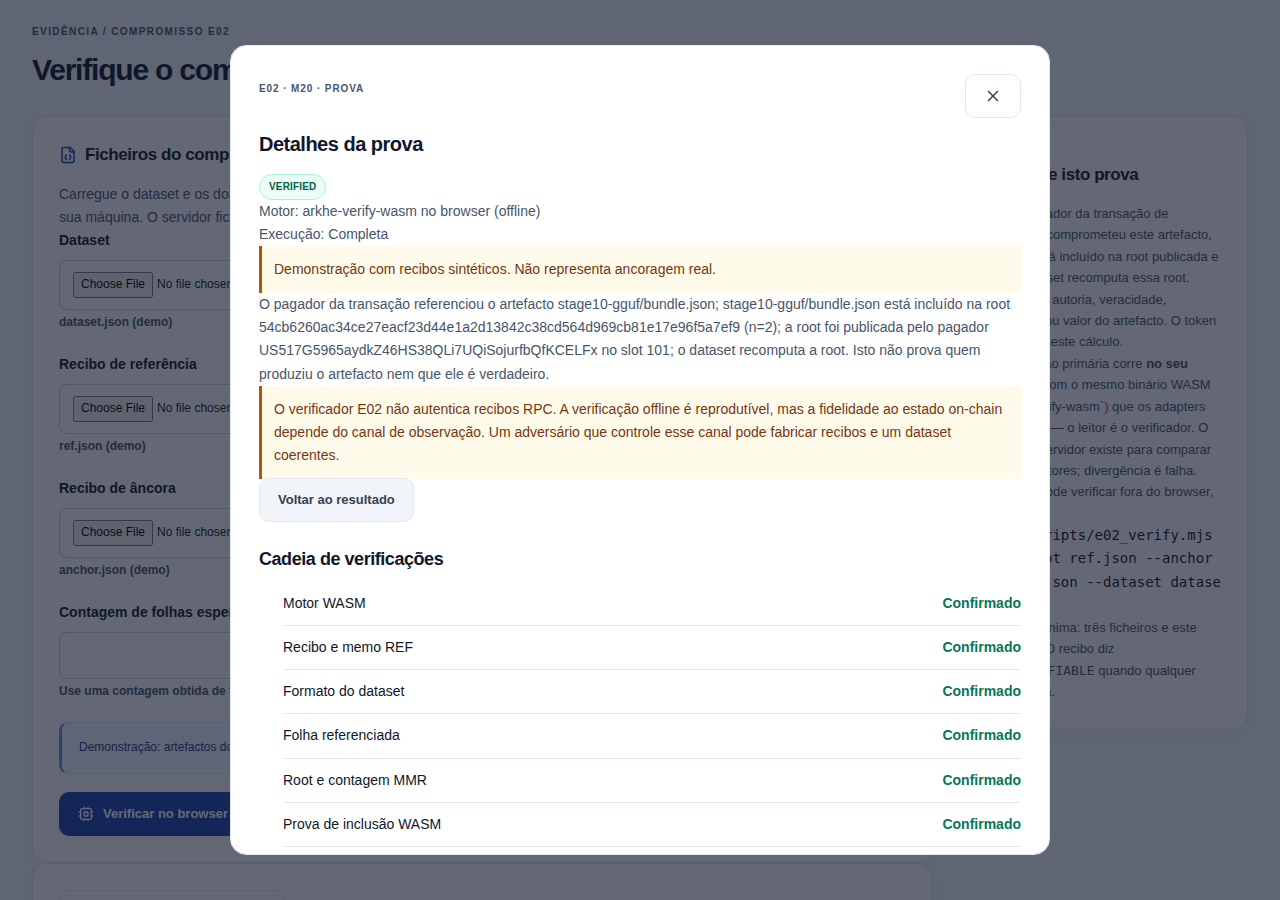 EVIDÊNCIA / COMPROMISSO E02
Verifique o com
Ficheiros do comp
Carregue o dataset e os do
sua máquina. O servidor fic
Dataset
Choose File No file chosen
dataset.json (demo)
Recibo de referência
Choose File No file chosen
ref.json (demo)
Recibo de âncora
Choose File No file chosen
anchor.json (demo)
Contagem de folhas esper
Use uma contagem obtida de
Demonstração: artefactos do
Verificar no browser
E02 · M20 · PROVA
Detalhes da prova
VERIFIED
Motor: arkhe-verify-wasm no browser (offline)
Execução: Completa
Demonstração com recibos sintéticos. Não representa ancoragem real.
O pagador da transação referenciou o artefacto stage10-gguf/bundle.json; stage10-gguf/bundle.json está incluído na root
54cb6260ac34ce27eacf23d44e1a2d13842c38cd564d969cb81e17e96f5a7ef9 (n=2); a root foi publicada pelo pagador
US517G5965aydkZ46HS38QLi7UQiSojurfbQfKCELFx no slot 101; o dataset recomputa a root. Isto não prova quem
produziu o artefacto nem que ele é verdadeiro.
O verificador E02 não autentica recibos RPC. A verificação offline é reprodutível, mas a fidelidade ao estado on-chain
depende do canal de observação. Um adversário que controle esse canal pode fabricar recibos e um dataset
coerentes.
Voltar ao resultado
Cadeia de verificações
Motor WASM Confirmado
Recibo e memo REF Confirmado
Formato do dataset Confirmado
Folha referenciada Confirmado
Root e contagem MMR Confirmado
Prova de inclusão WASM Confirmado
e isto prova
ador da transação de
comprometeu este artefacto,
á incluído na root publicada e
set recomputa essa root.
autoria, veracidade,
ou valor do artefacto. O token
este cálculo.
ão primária corre no seu
om o mesmo binário WASM
ify-wasm`) que os adapters
— o leitor é o verificador. O
ervidor existe para comparar
tores; divergência é falha.
ode verificar fora do browser,
ripts/e02_verify.mjs
pt ref.json --anchor
json --dataset datase
nima: três ficheiros e este
O recibo diz
FIABLE quando qualquer